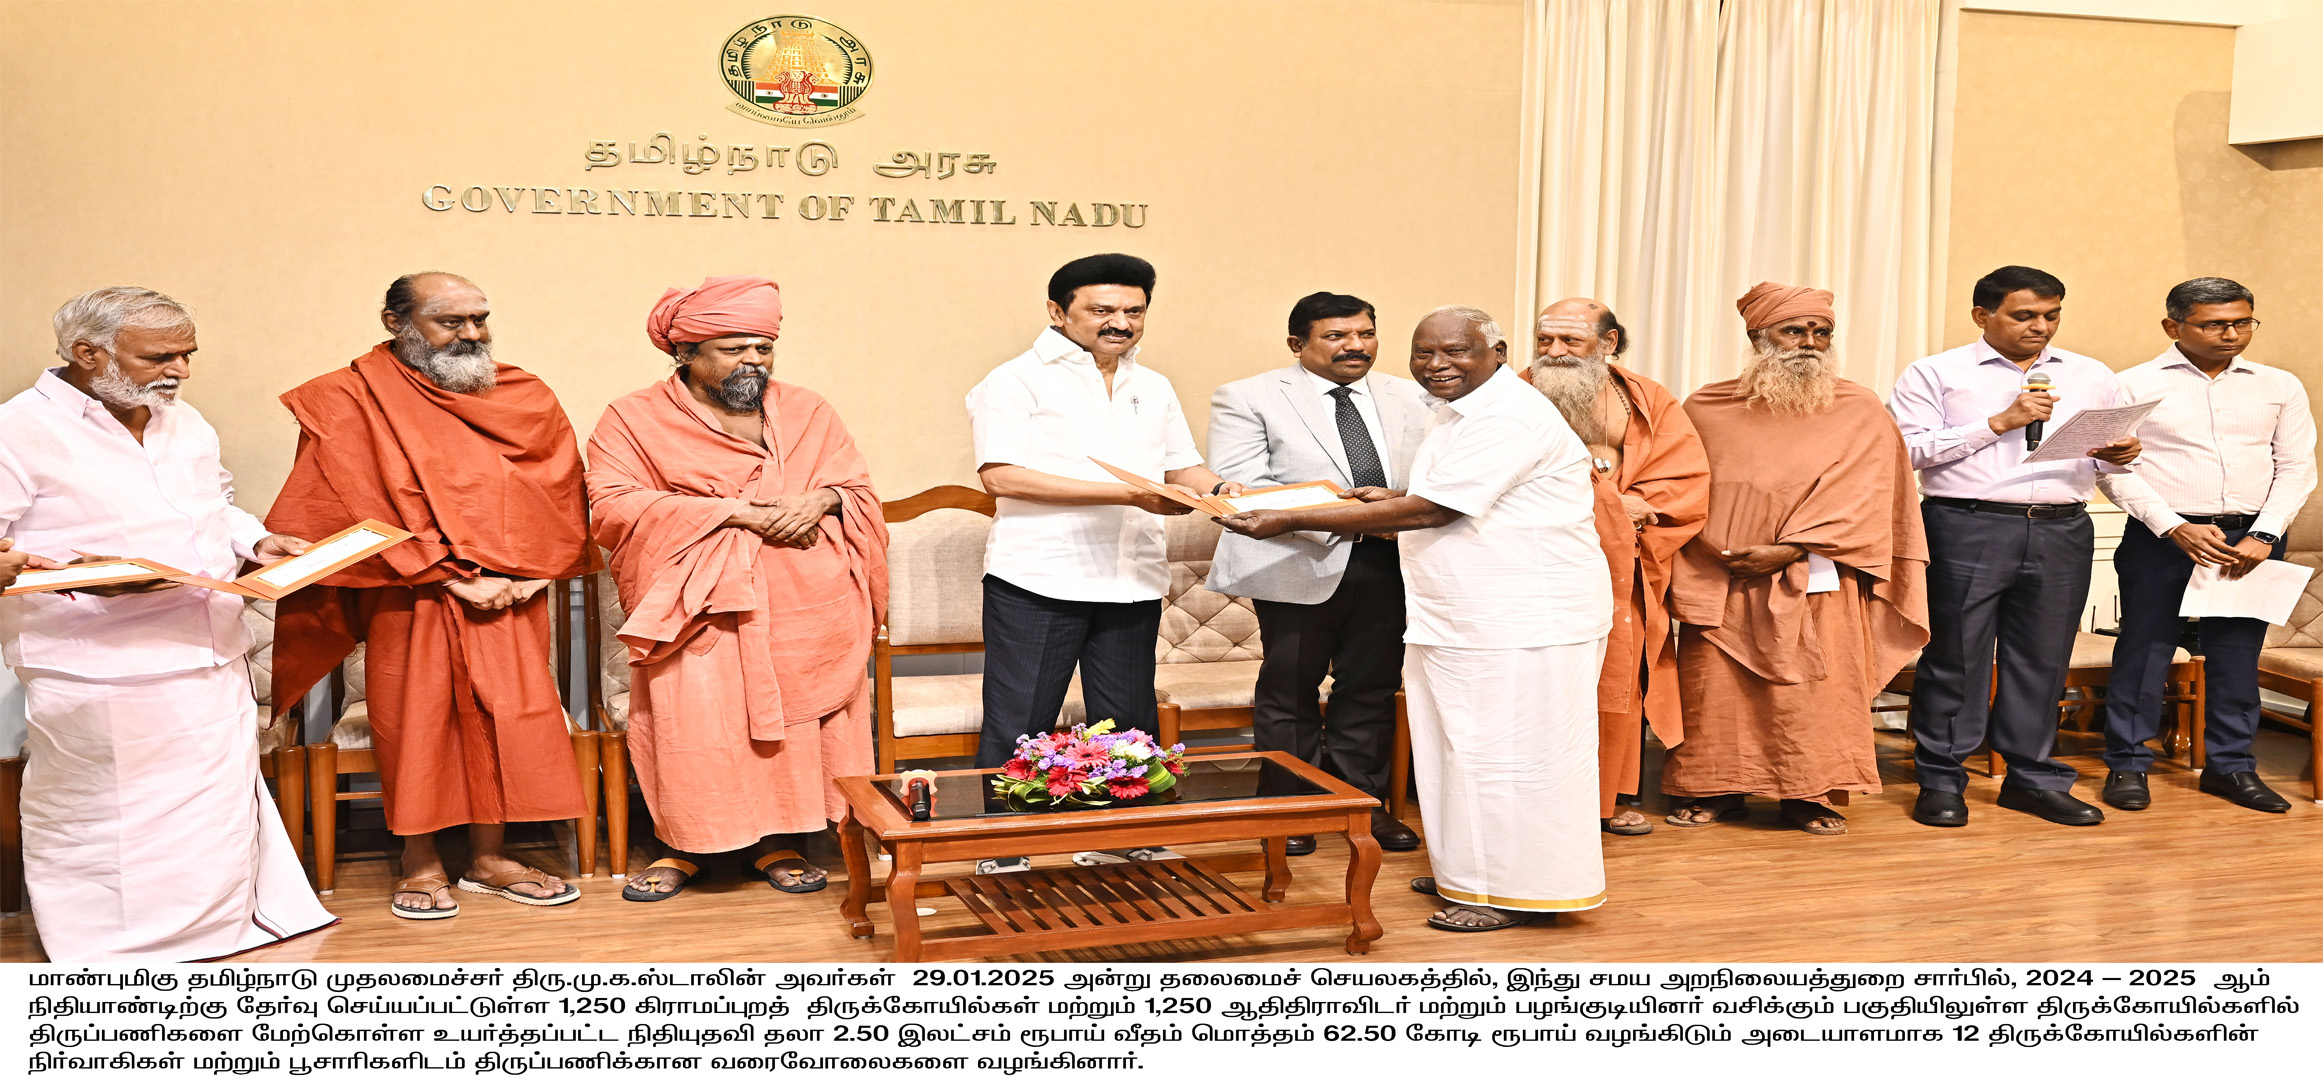 தமிழ்நாடு அரசு
வாய்மையே வெல்லும்
தமிழ்நாடு அரசு
GOVERNMENT OF TAMIL NADU
மாண்புமிகு தமிழ்நாடு முதலமைச்சர் திரு.மு.க.ஸ்டாலின் அவர்கள் 29.01.2025 அன்று தலைமைச் செயலகத்தில், இந்து சமய அறநிலையத்துறை சார்பில், 2024 – 2025 ஆம்
நிதியாண்டிற்கு தேர்வு செய்யப்பட்டுள்ள 1,250 கிராமப்புறத் திருக்கோயில்கள் மற்றும் 1,250 ஆதிதிராவிடர் மற்றும் பழங்குடியினர் வசிக்கும் பகுதியிலுள்ள திருக்கோயில்களில்
திருப்பணிகளை மேற்கொள்ள உயர்த்தப்பட்ட நிதியுதவி தலா 2.50 இலட்சம் ரூபாய் வீதம் மொத்தம் 62.50 கோடி ரூபாய் வழங்கிடும் அடையாளமாக 12 திருக்கோயில்களின்
நிர்வாகிகள் மற்றும் பூசாரிகளிடம் திருப்பணிக்கான வரைவோலைகளை வழங்கினார்.